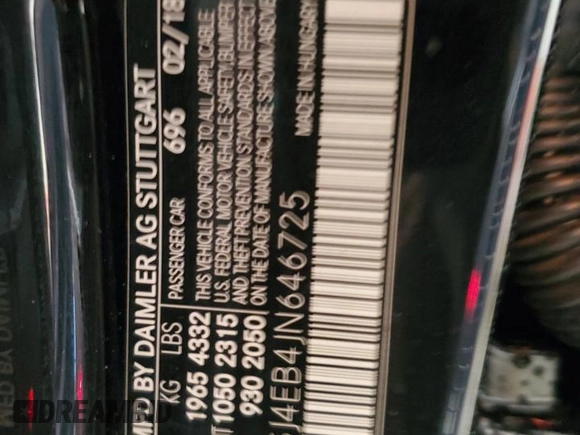 MED BY DAIMLER AG STUTTGART
KG LBS PASSENGER CAR 696 02/18
1965 4332 THIS VEHICLE CONFORMS TO ALL APPLICABLE
1050 2315 U.S. FEDERAL MOTOR VEHICLE SAFETY, BUMPER,
930 2050 AND THEFT PREVENTION STANDARDS IN EFFECT
ON THE DATE OF MANUFACTURE SHOWN ABOVE
J4EB4JN646725 MADE IN HUNGARY
DREAMRD